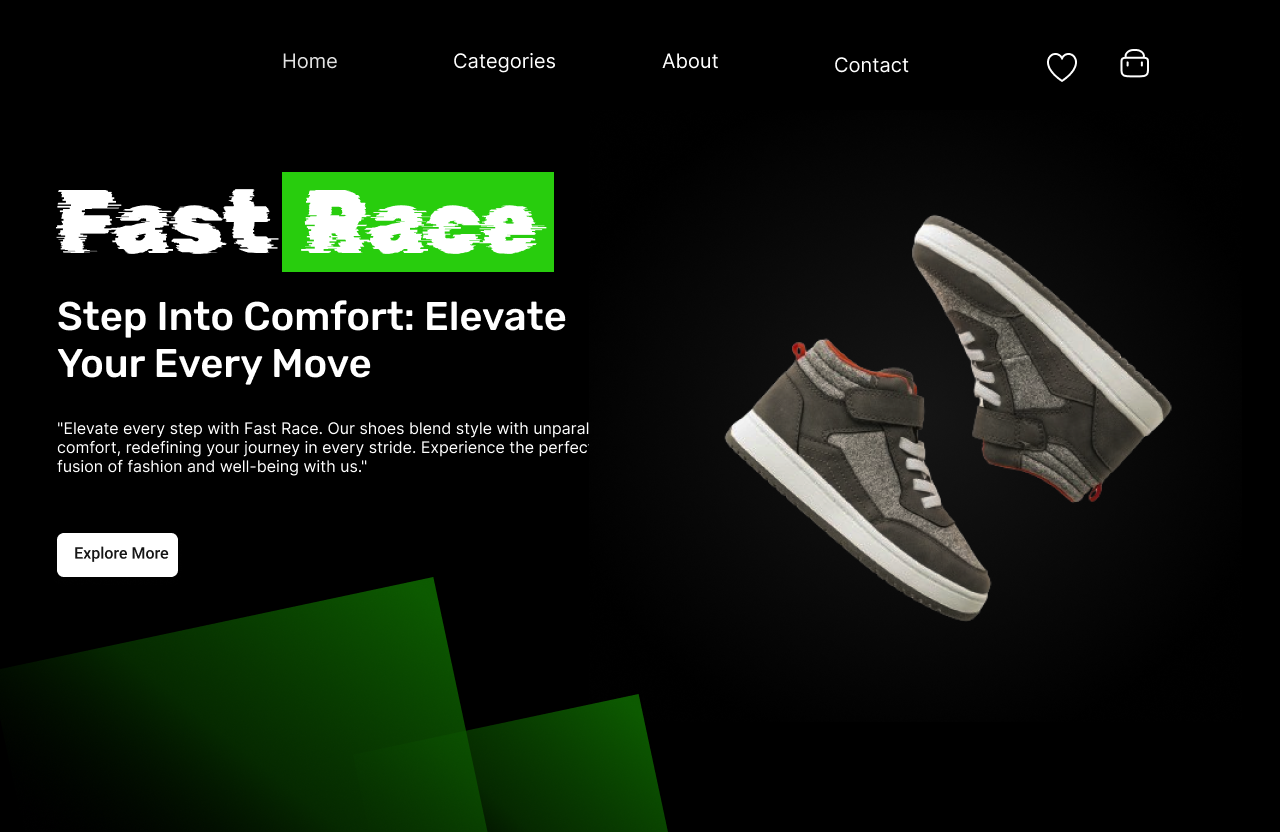 Home Categories About Contact
Fast Race
Step Into Comfort: Elevate
Your Every Move
"Elevate every step with Fast Race. Our shoes blend style with unparal
comfort, redefining your journey in every stride. Experience the perfec
fusion of fashion and well-being with us."
Explore More